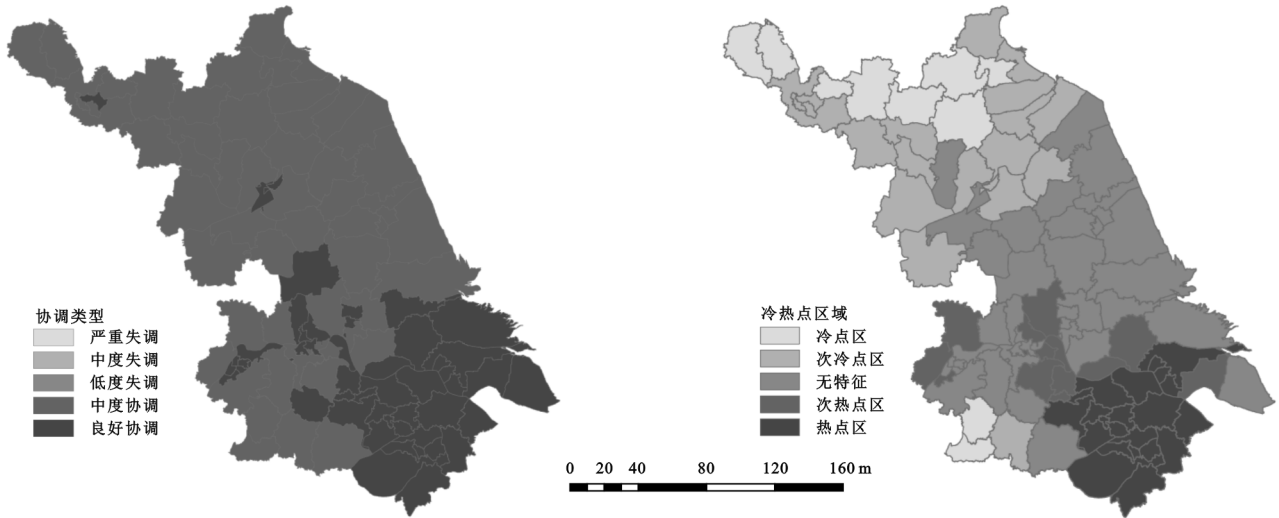 协调类型
严重失调
中度失调
低度失调
中度协调
良好协调
冷热点区域
冷点区
次冷点区
无特征
次热点区
热点区
0 20 40 80 120 160 m